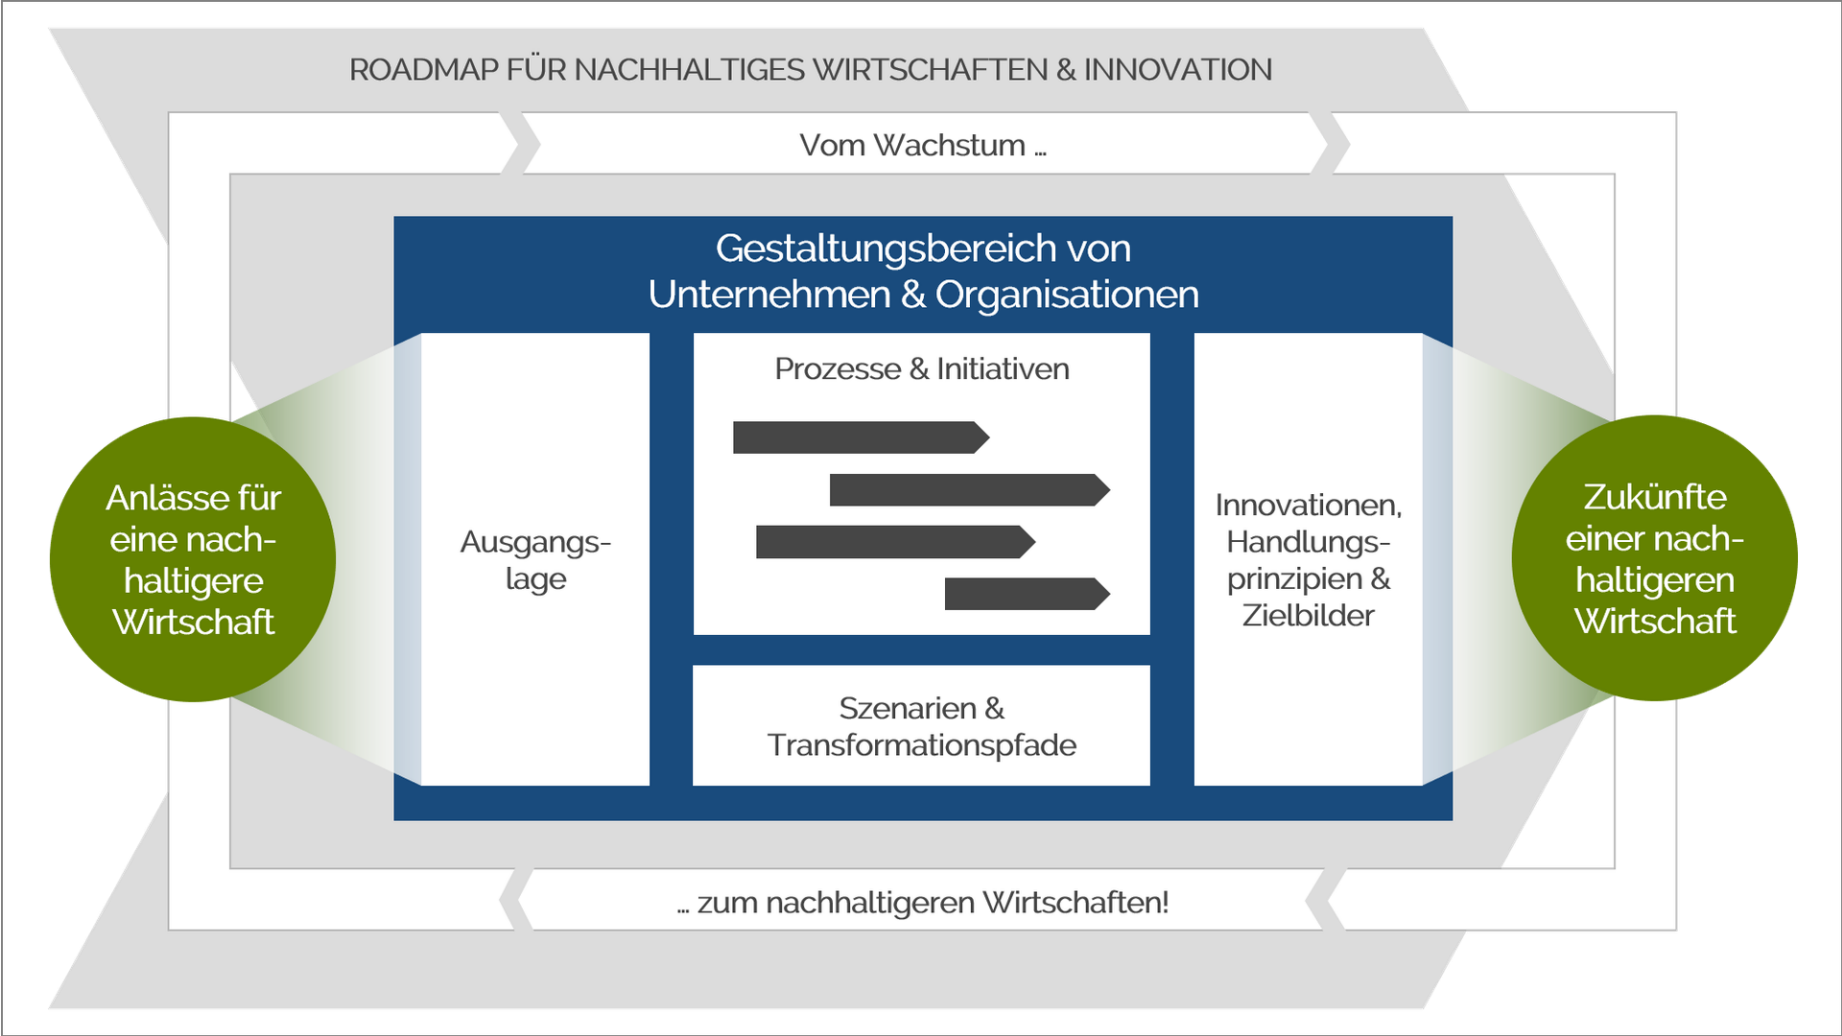 ROADMAP FÜR NACHHALTIGES WIRTSCHAFTEN & INNOVATION
Vom Wachstum ...
Gestaltungsbereich von
Unternehmen & Organisationen
Anlässe für
eine nach-
haltigere
Wirtschaft
Ausgangs-
lage
Prozesse & Initiativen
Szenarien &
Transformationspfade
Innovationen,
Handlungs-
prinzipien &
Zielbilder
Zukünfte
einer nach-
haltigeren
Wirtschaft
... zum nachhaltigeren Wirtschaften!